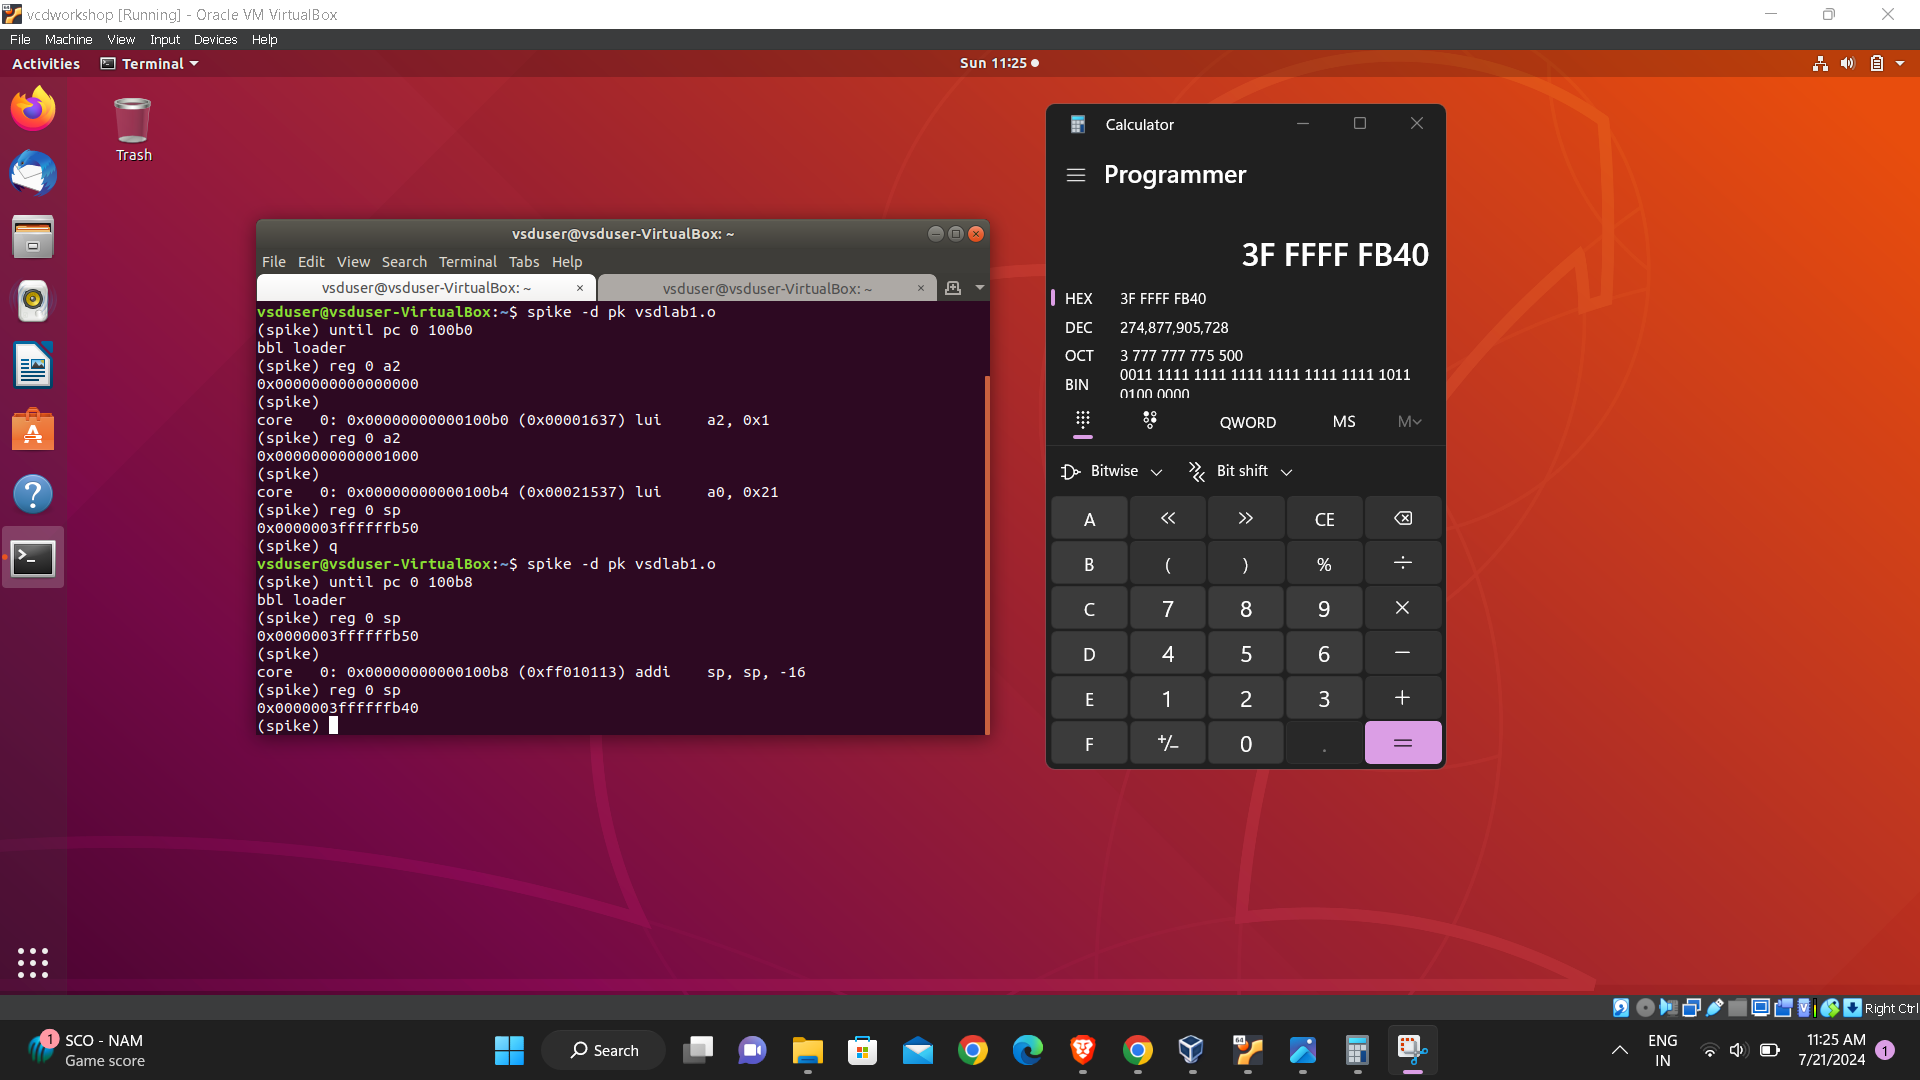 vcdworkshop [Running] - Oracle VM VirtualBox
File Machine View Input Devices Help
Activities Terminal Sun 11:25
Trash
vsduser@vsduser-VirtualBox: ~
File Edit View Search Terminal Tabs Help
vsduser@vsduser-VirtualBox: ~ × vsduser@vsduser-VirtualBox: ~ ×
vsduser@vsduser-VirtualBox:~$ spike -d pk vsdlab1.o
(spike) until pc 0 100b0
bbl loader
(spike) reg 0 a2
0x0000000000000000
(spike)
core   0: 0x00000000000100b0 (0x00001637) lui     a2, 0x1
(spike) reg 0 a2
0x0000000000001000
(spike)
core   0: 0x00000000000100b4 (0x00021537) lui     a0, 0x21
(spike) reg 0 sp
0x0000003ffffffb50
(spike) q
vsduser@vsduser-VirtualBox:~$ spike -d pk vsdlab1.o
(spike) until pc 0 100b8
bbl loader
(spike) reg 0 sp
0x0000003ffffffb50
(spike)
core   0: 0x00000000000100b8 (0xff010113) addi    sp, sp, -16
(spike) reg 0 sp
0x0000003ffffffb40
(spike)
Calculator
Programmer
3F FFFF FB40
HEX 3F FFFF FB40
DEC 274,877,905,728
OCT 3 777 777 775 500
BIN 0011 1111 1111 1111 1111 1111 1111 1011
0100 0000
QWORD MS M
Bitwise Bit shift
A << >> CE
B ( ) % ÷
C 7 8 9 ×
D 4 5 6 −
E 1 2 3 +
F +/− 0 . =
Right Ctrl
1 SCO - NAM
Game score
Search
64
ENG
IN
11:25 AM
7/21/2024
1